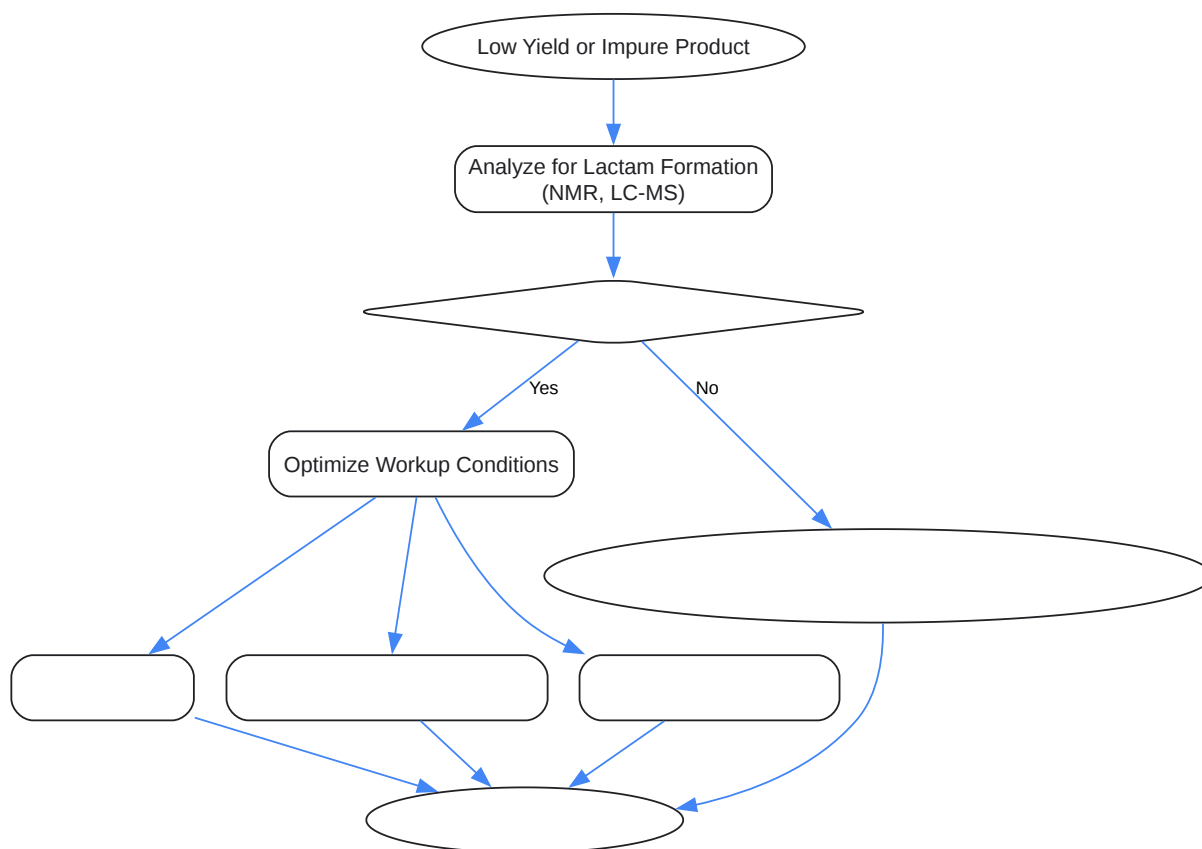 Low Yield or Impure Product
Analyze for Lactam Formation
(NMR, LC-MS)
Yes
No
Optimize Workup Conditions